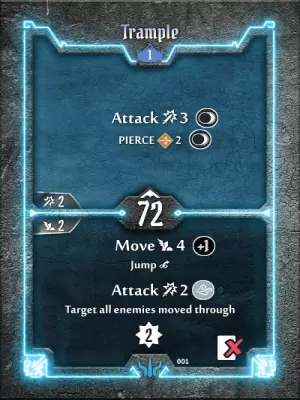 Trample
1
Attack 3
PIERCE 2
2
72
2
Move 4 +1
Jump
Attack 2
Target all enemies moved through
2
001